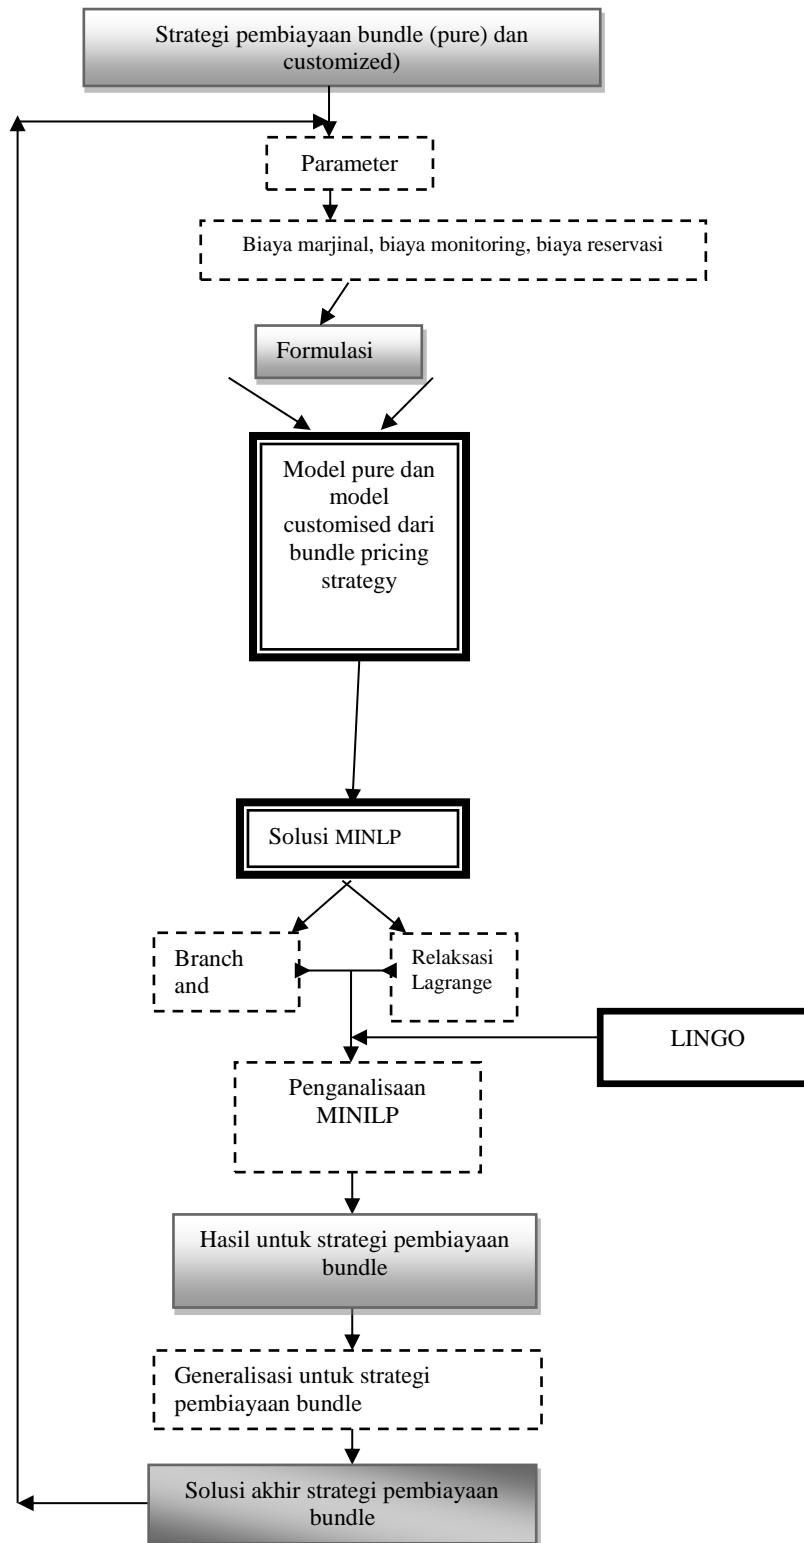 Strategi pembiayaan bundle (pure) dan
customized)
Parameter
Biaya marjinal, biaya monitoring, biaya reservasi
Formulasi
Model pure dan
model
customised dari
bundle pricing
strategy
Solusi MINLP
Branch
and
Relaksasi
Lagrange
LINGO
Penganalisaan
MINILP
Hasil untuk strategi pembiayaan
bundle
Generalisasi untuk strategi
pembiayaan bundle
Solusi akhir strategi pembiayaan
bundle